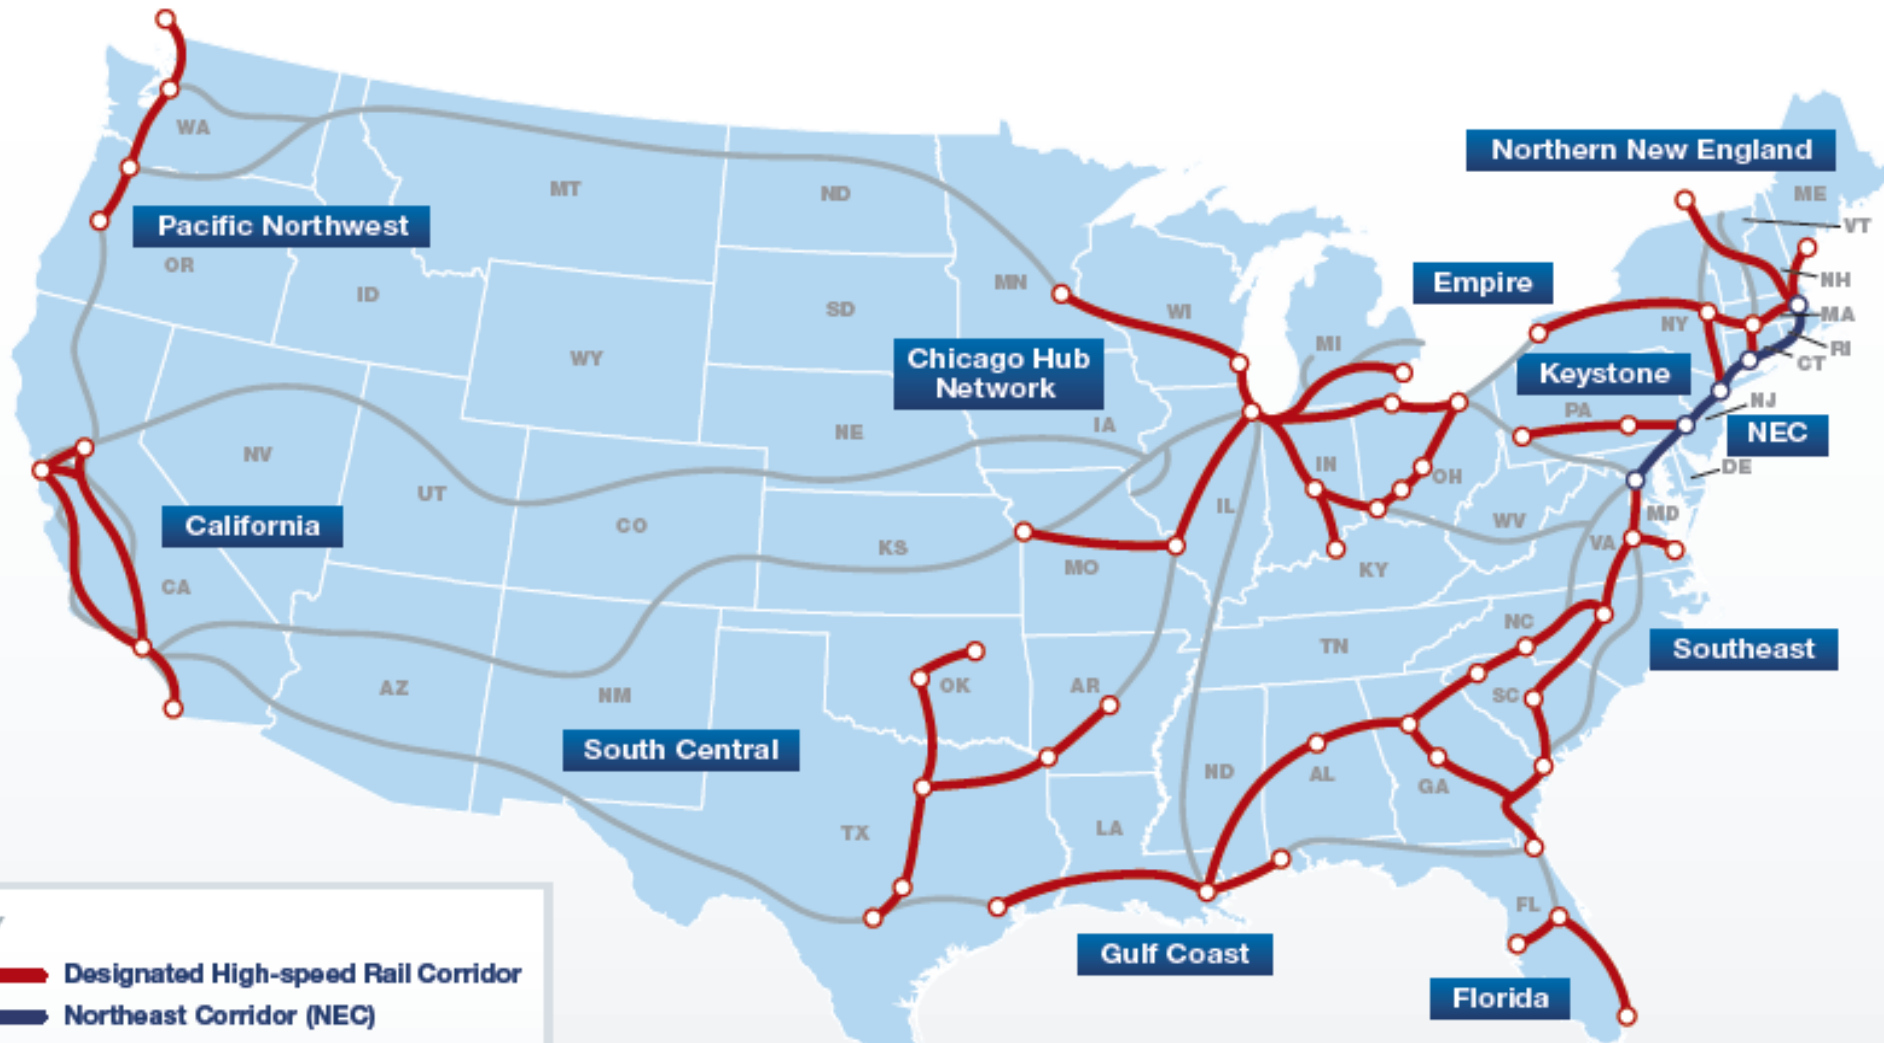 WA
Northern New England
MT
ND
ME
Pacific Northwest
VT
OR
MN
Empire
NH
ID
SD
WI
NY
MA
MI
RI
WY
Chicago Hub
Network
CT
Keystone
NJ
PA
IA
NE
NEC
NV
IN
DE
OH
UT
IL
California
CO
WV
MD
KS
VA
MO
KY
CA
NC
TN
Southeast
AZ
NM
OK
AR
SC
South Central
ND
AL
GA
TX
LA
FL
Gulf Coast
Florida
Designated High-speed Rail Corridor
Northeast Corridor (NEC)